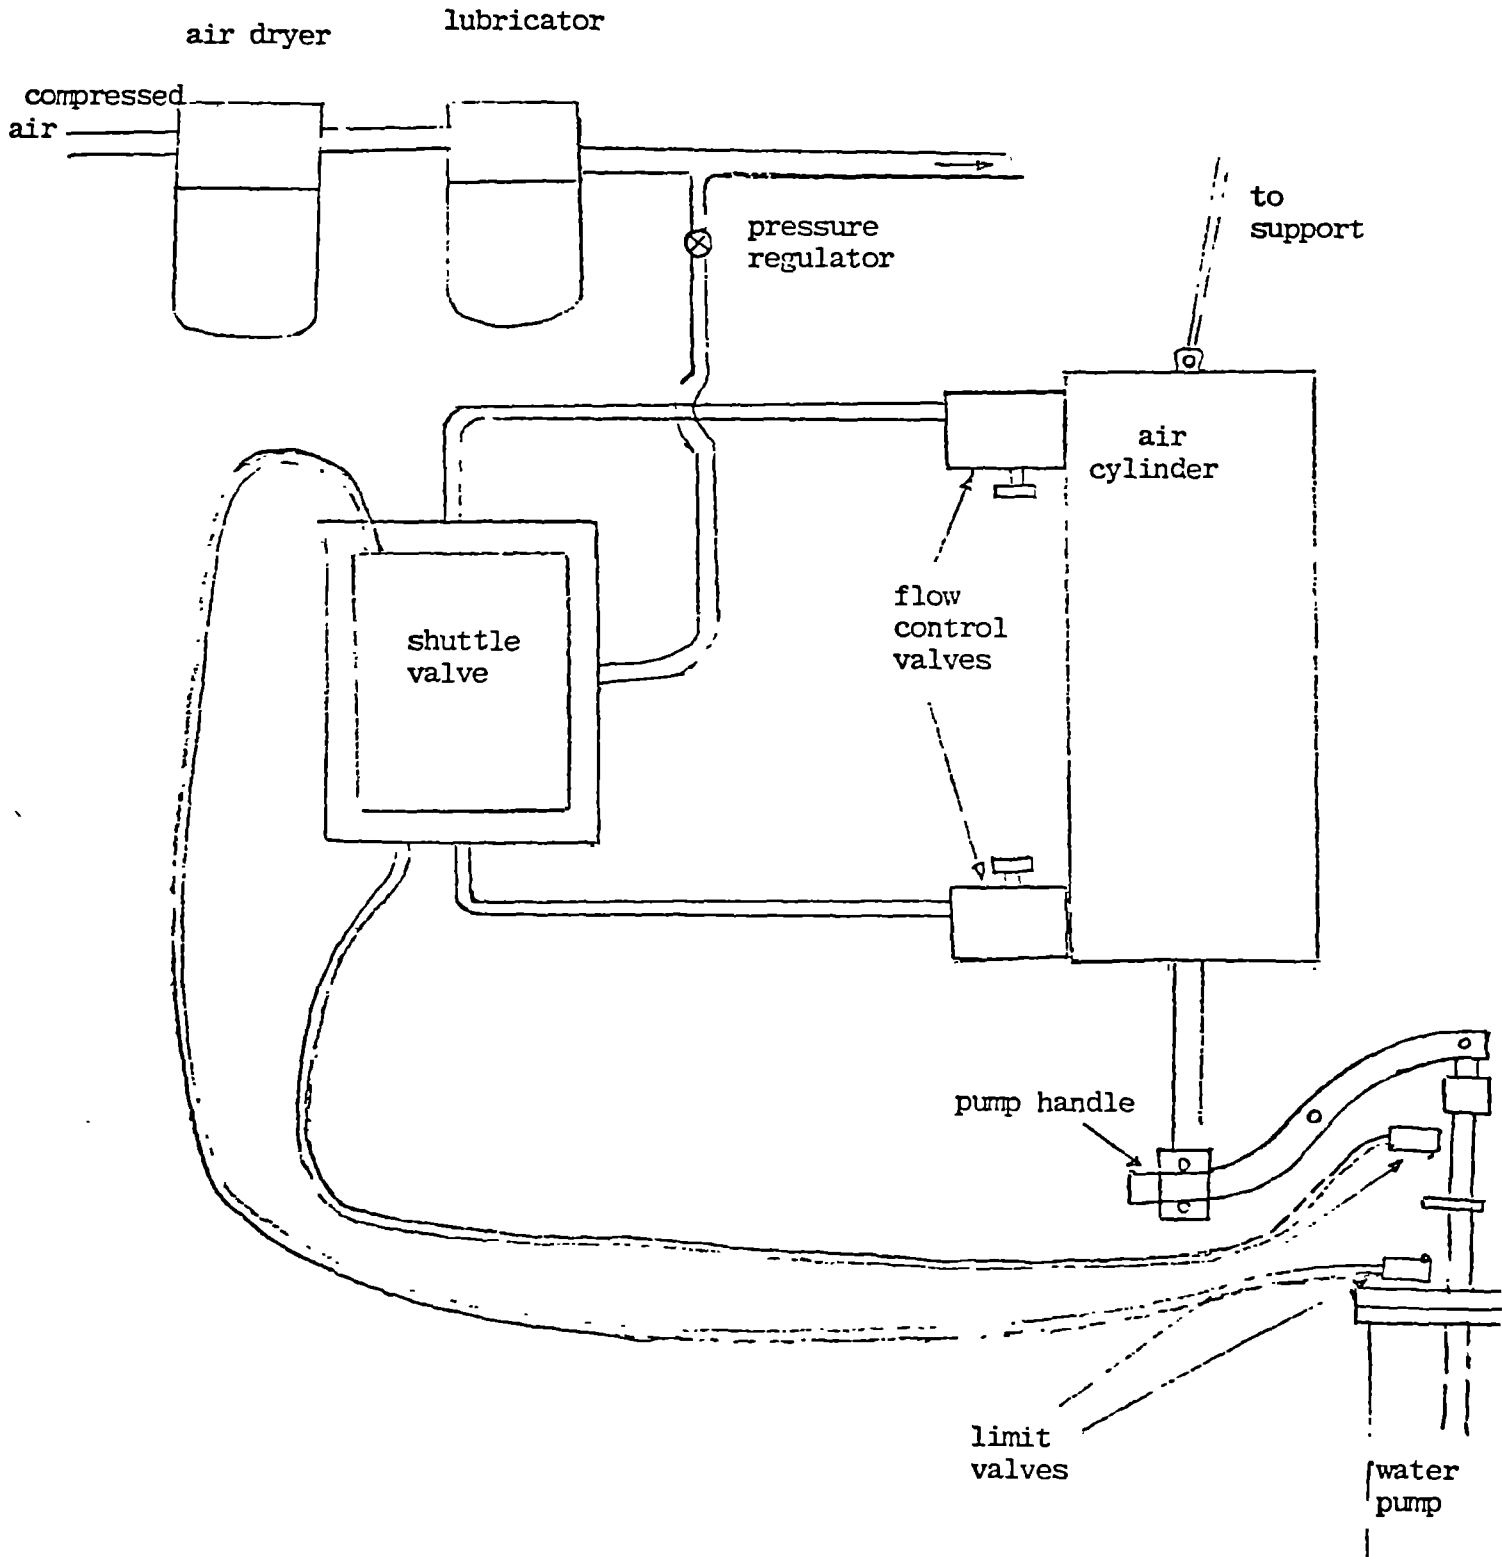 lubricator
air dryer
compressed
air
to
support
pressure
regulator
air
cylinder
flow
control
valves
shuttle
valve
pump handle
limit
valves
water
pump